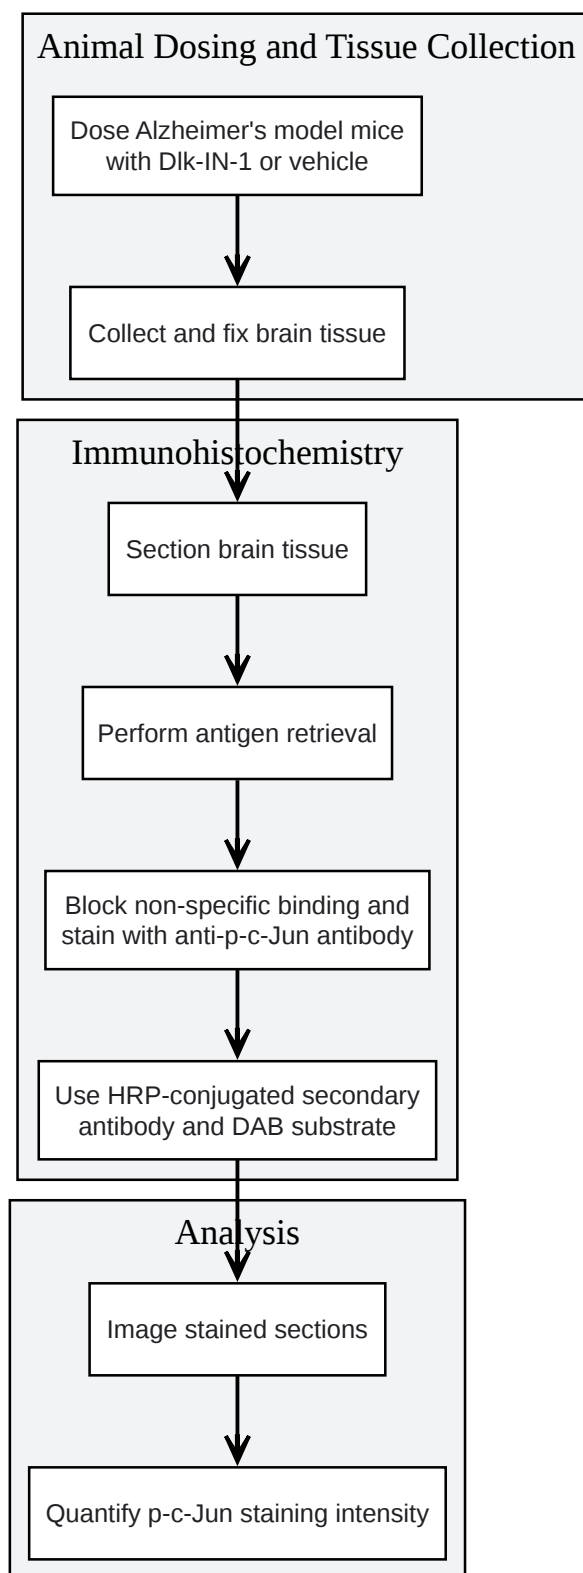 Animal Dosing and Tissue Collection
Dose Alzheimer's model mice
with Dlk-IN-1 or vehicle
Collect and fix brain tissue
Immunohistochemistry
Section brain tissue
Perform antigen retrieval
Block non-specific binding and
stain with anti-p-c-Jun antibody
Use HRP-conjugated secondary
antibody and DAB substrate
Analysis
Image stained sections
Quantify p-c-Jun staining intensity